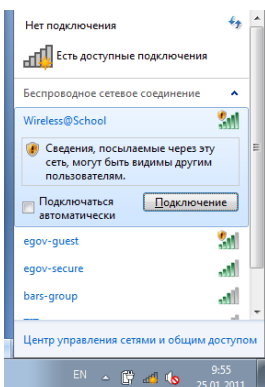 Нет подключения
Есть доступные подключения
Беспроводное сетевое соединение
Wireless@School
Сведения, посылаемые через эту
сеть, могут быть видимы другим
пользователям.
Подключаться
автоматически
Подключение
egov-guest
egov-secure
bars-group
Центр управления сетями и общим доступом
EN
9:55
25.01.2011